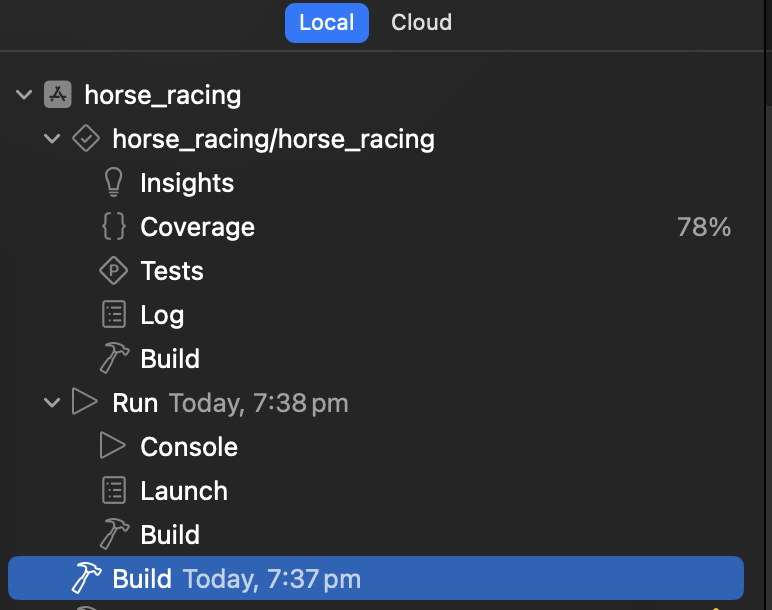 Local Cloud
horse_racing
horse_racing/horse_racing
Insights
Coverage 78%
Tests
Log
Build
Run Today, 7:38 pm
Console
Launch
Build
Build Today, 7:37 pm